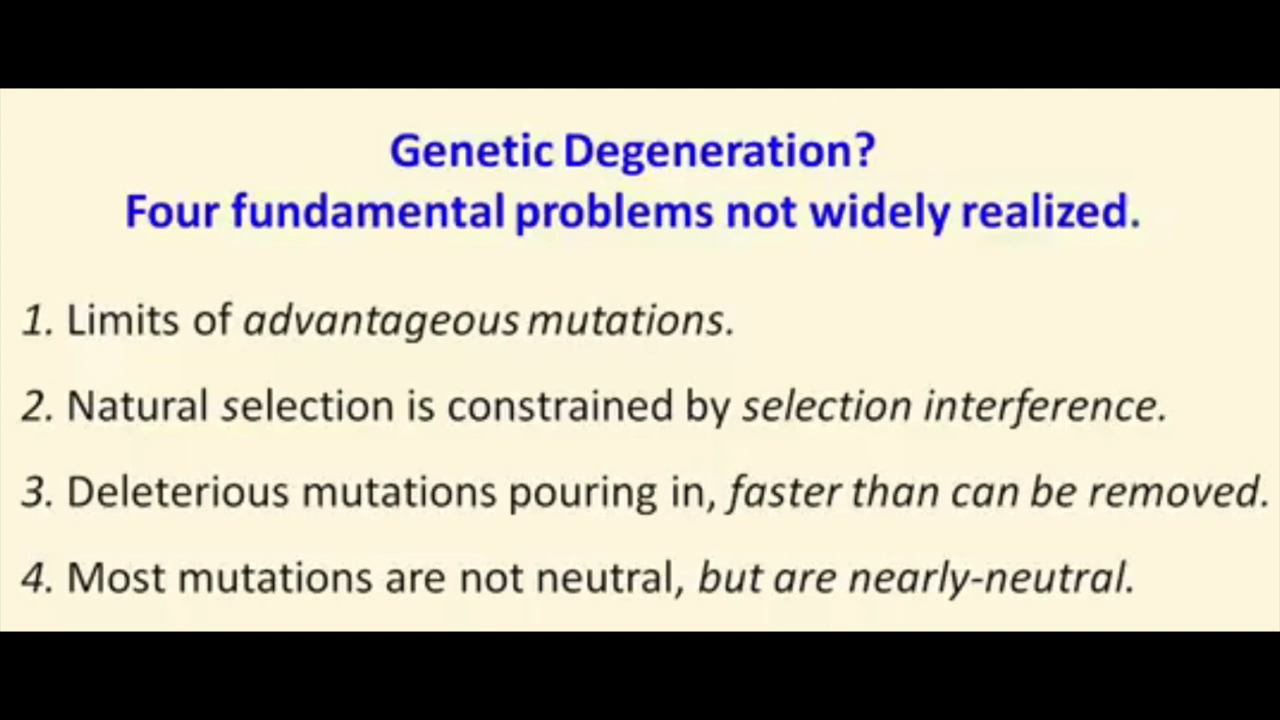 Genetic Degeneration?
Four fundamental problems not widely realized.
1. Limits of advantageous mutations.
2. Natural selection is constrained by selection interference.
3. Deleterious mutations pouring in, faster than can be removed.
4. Most mutations are not neutral, but are nearly-neutral.